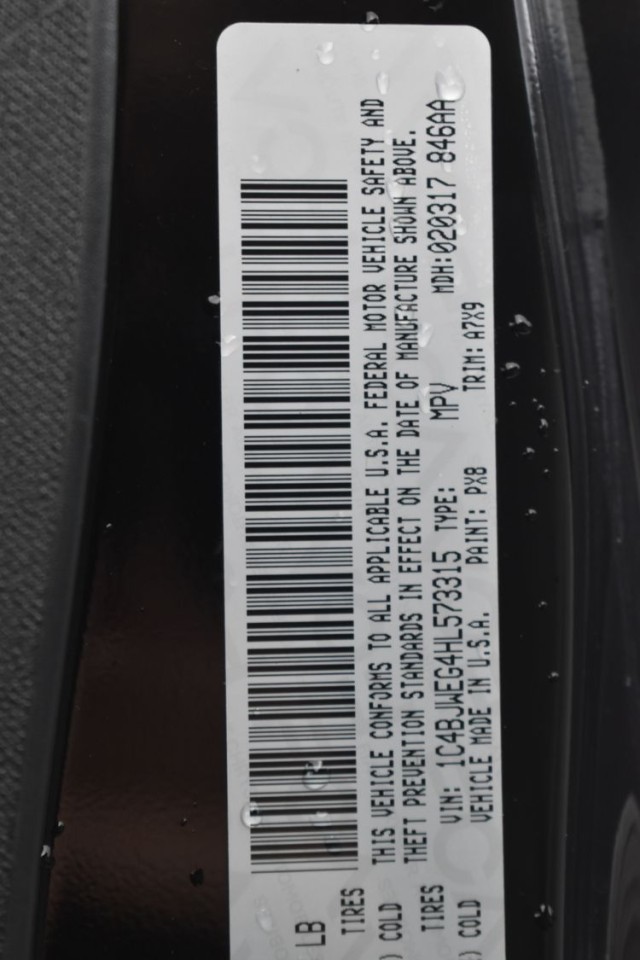 THIS VEHICLE CONFORMS TO ALL APPLICABLE U.S.A. FEDERAL MOTOR VEHICLE SAFETY AND
THEFT PREVENTION STANDARDS IN EFFECT ON THE DATE OF MANUFACTURE SHOWN ABOVE.
VIN: 1C4BJWEG4HL573315 TYPE: MPV MDH:020317 846AA
VEHICLE MADE IN U.S.A. PAINT: PX8 TRIM: A7X9
LB
TIRES
) COLD
TIRES
) COLD